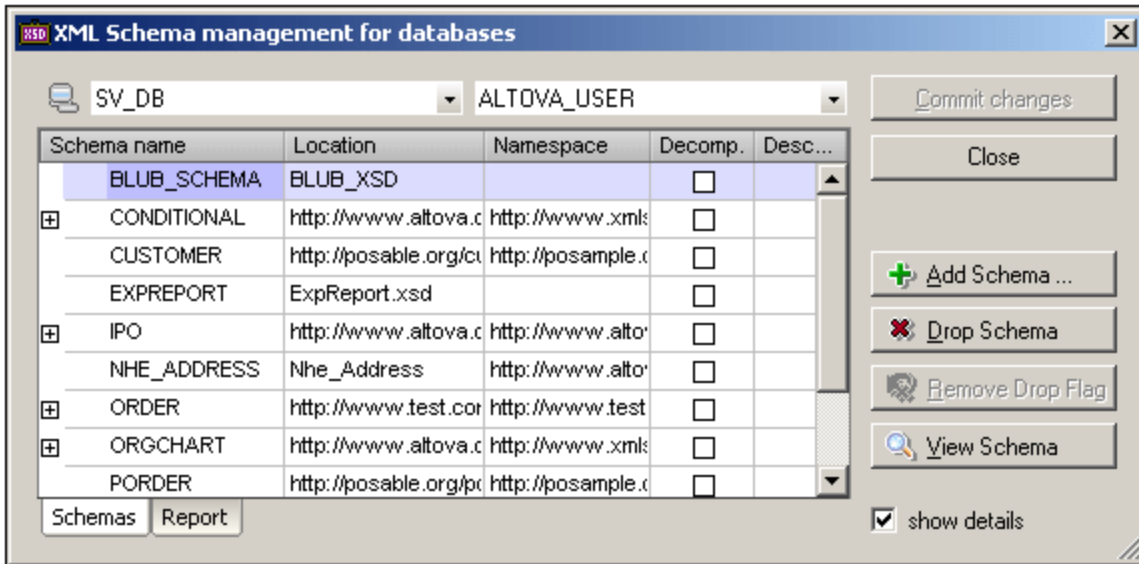 XSD XML Schema management for databases
SV_DB ALTOVA_USER Commit changes
Schema name Location Namespace Decomp. Desc... Close
BLUB_SCHEMA BLUB_XSD
CONDITIONAL http://www.altova.c http://www.xmls
CUSTOMER http://posable.org/cu http://posample.c
EXPREPORT ExpReport.xsd Add Schema ...
IPO http://www.altova.c http://www.alto Drop Schema
NHE_ADDRESS Nhe_Address http://www.alto Remove Drop Flag
ORDER http://www.test.cor http://www.test
ORGCHART http://www.altova.c http://www.xmls View Schema
PORDER http://posable.org/po http://posample.c
Schemas Report show details